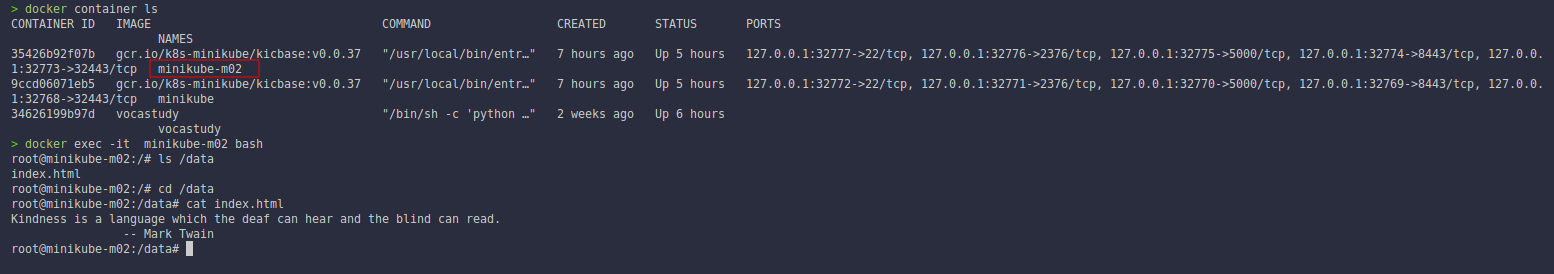 > docker container ls
CONTAINER ID   IMAGE                                 COMMAND                  CREATED       STATUS       PORTS
                     NAMES
35426b92f07b   gcr.io/k8s-minikube/kicbase:v0.0.37   "/usr/local/bin/entr…"   7 hours ago   Up 5 hours   127.0.0.1:32777->22/tcp, 127.0.0.1:32776->2376/tcp, 127.0.0.1:32775->5000/tcp, 127.0.0.1:32774->8443/tcp, 127.0.0.
1:32773->32443/tcp   minikube-m02
9ccd06071eb5   gcr.io/k8s-minikube/kicbase:v0.0.37   "/usr/local/bin/entr…"   7 hours ago   Up 5 hours   127.0.0.1:32772->22/tcp, 127.0.0.1:32771->2376/tcp, 127.0.0.1:32770->5000/tcp, 127.0.0.1:32769->8443/tcp, 127.0.0.
1:32768->32443/tcp   minikube
34626199b97d   vocastudy                             "/bin/sh -c 'python …"   2 weeks ago   Up 6 hours
                     vocastudy
> docker exec -it  minikube-m02 bash
root@minikube-m02:/# ls /data
index.html
root@minikube-m02:/# cd /data
root@minikube-m02:/data# cat index.html
Kindness is a language which the deaf can hear and the blind can read.
                -- Mark Twain
root@minikube-m02:/data#